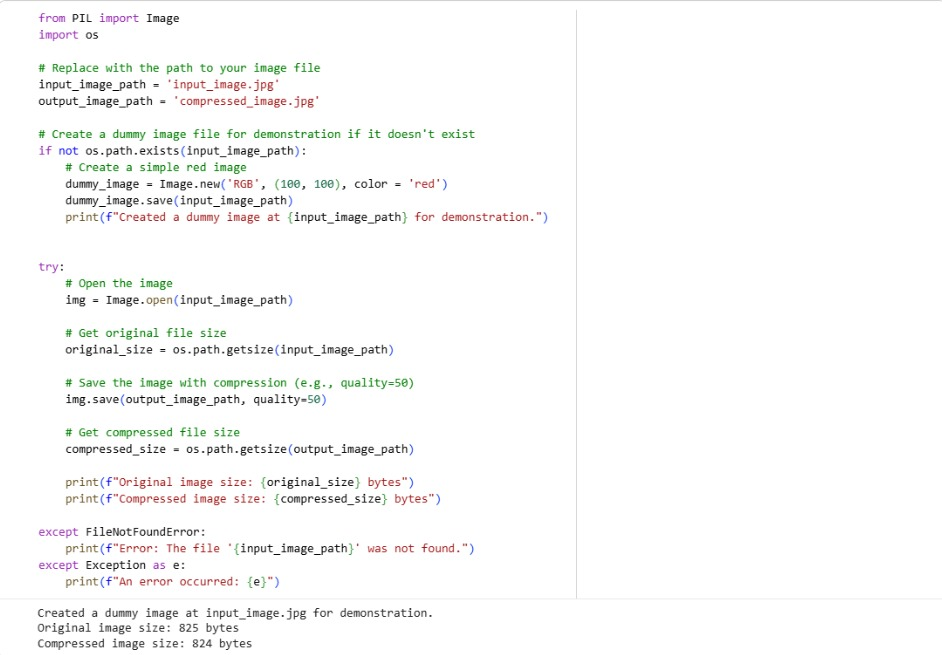 from PIL import Image
import os

# Replace with the path to your image file
input_image_path = 'input_image.jpg'
output_image_path = 'compressed_image.jpg'

# Create a dummy image file for demonstration if it doesn't exist
if not os.path.exists(input_image_path):
    # Create a simple red image
    dummy_image = Image.new('RGB', (100, 100), color = 'red')
    dummy_image.save(input_image_path)
    print(f"Created a dummy image at {input_image_path} for demonstration.")


try:
    # Open the image
    img = Image.open(input_image_path)

    # Get original file size
    original_size = os.path.getsize(input_image_path)

    # Save the image with compression (e.g., quality=50)
    img.save(output_image_path, quality=50)

    # Get compressed file size
    compressed_size = os.path.getsize(output_image_path)

    print(f"Original image size: {original_size} bytes")
    print(f"Compressed image size: {compressed_size} bytes")

except FileNotFoundError:
    print(f"Error: The file '{input_image_path}' was not found.")
except Exception as e:
    print(f"An error occurred: {e}")

Created a dummy image at input_image.jpg for demonstration.
Original image size: 825 bytes
Compressed image size: 824 bytes